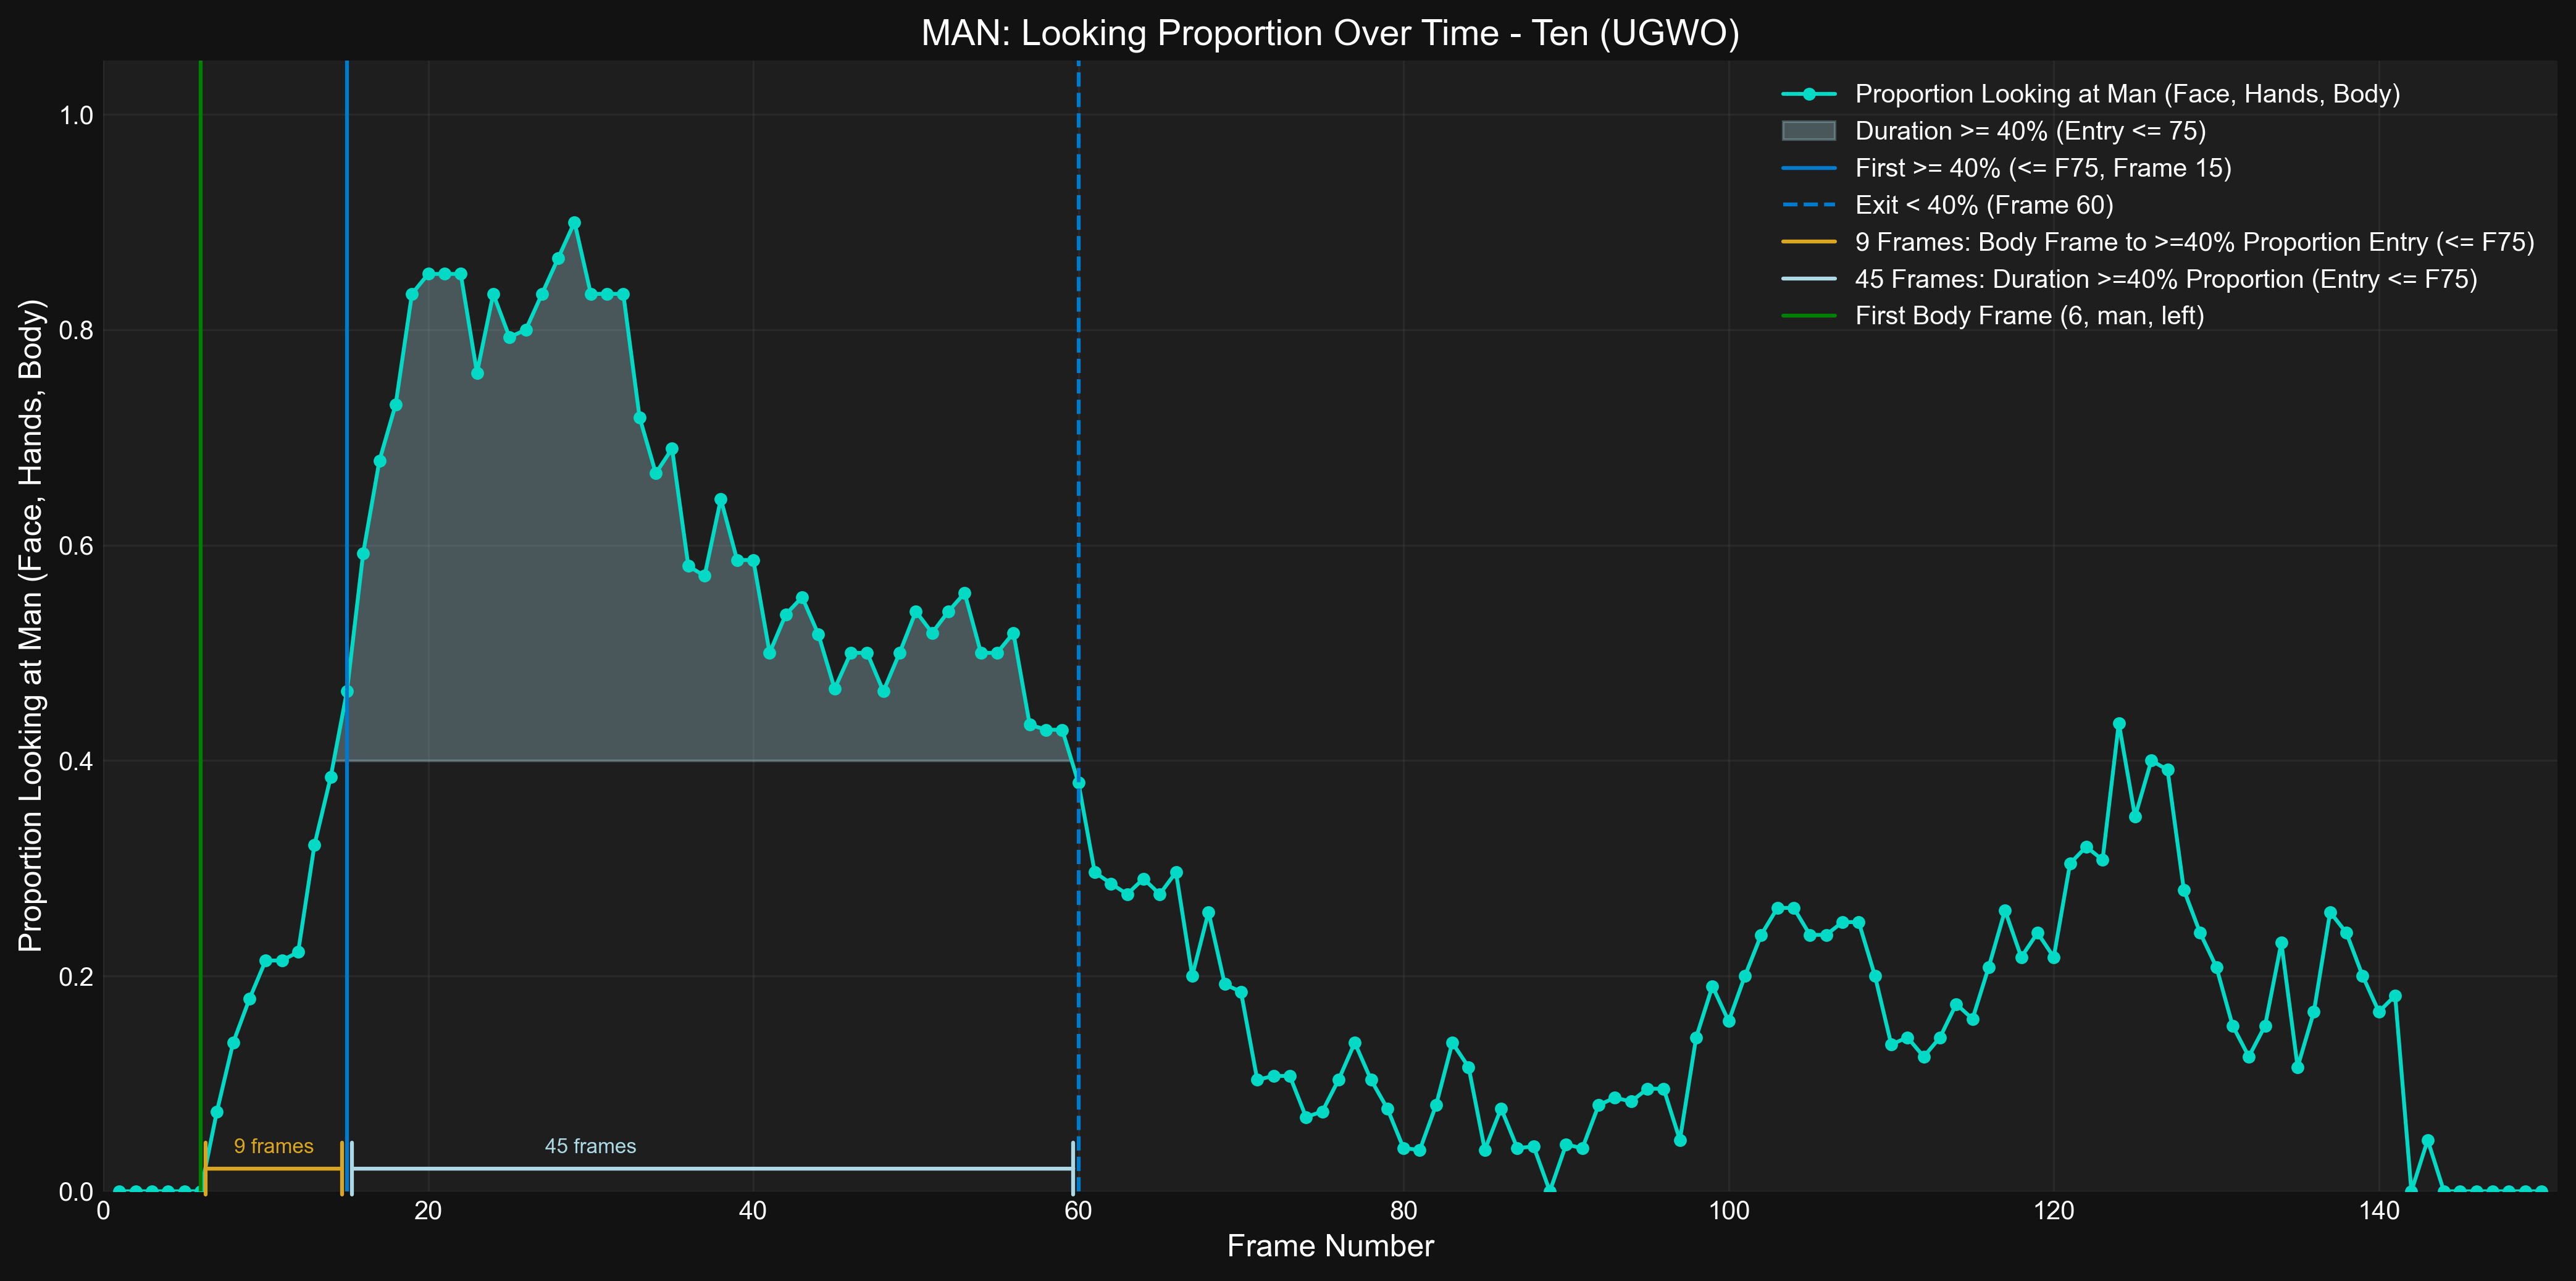 MAN: Looking Proportion Over Time - Ten (UGWO)
Proportion Looking at Man (Face, Hands, Body)
Duration >= 40% (Entry <= 75)
First >= 40% (<= F75, Frame 15)
Exit < 40% (Frame 60)
9 Frames: Body Frame to >=40% Proportion Entry (<= F75)
45 Frames: Duration >=40% Proportion (Entry <= F75)
First Body Frame (6, man, left)
Proportion Looking at Man (Face, Hands, Body)
1.0
0.8
0.6
0.4
0.2
0.0
9 frames
45 frames
0 20 40 60 80 100 120 140
Frame Number